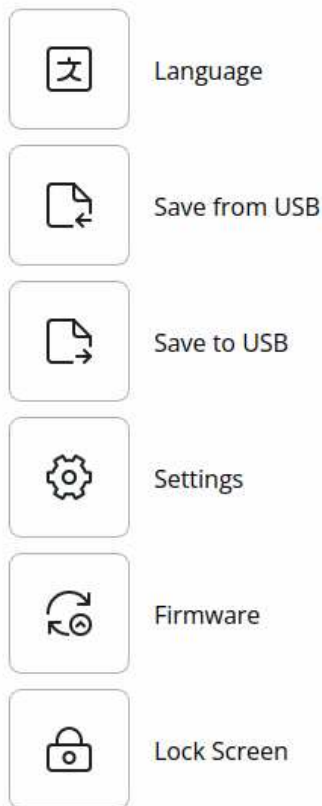 文
Language
Save from USB
Save to USB
Settings
Firmware
Lock Screen